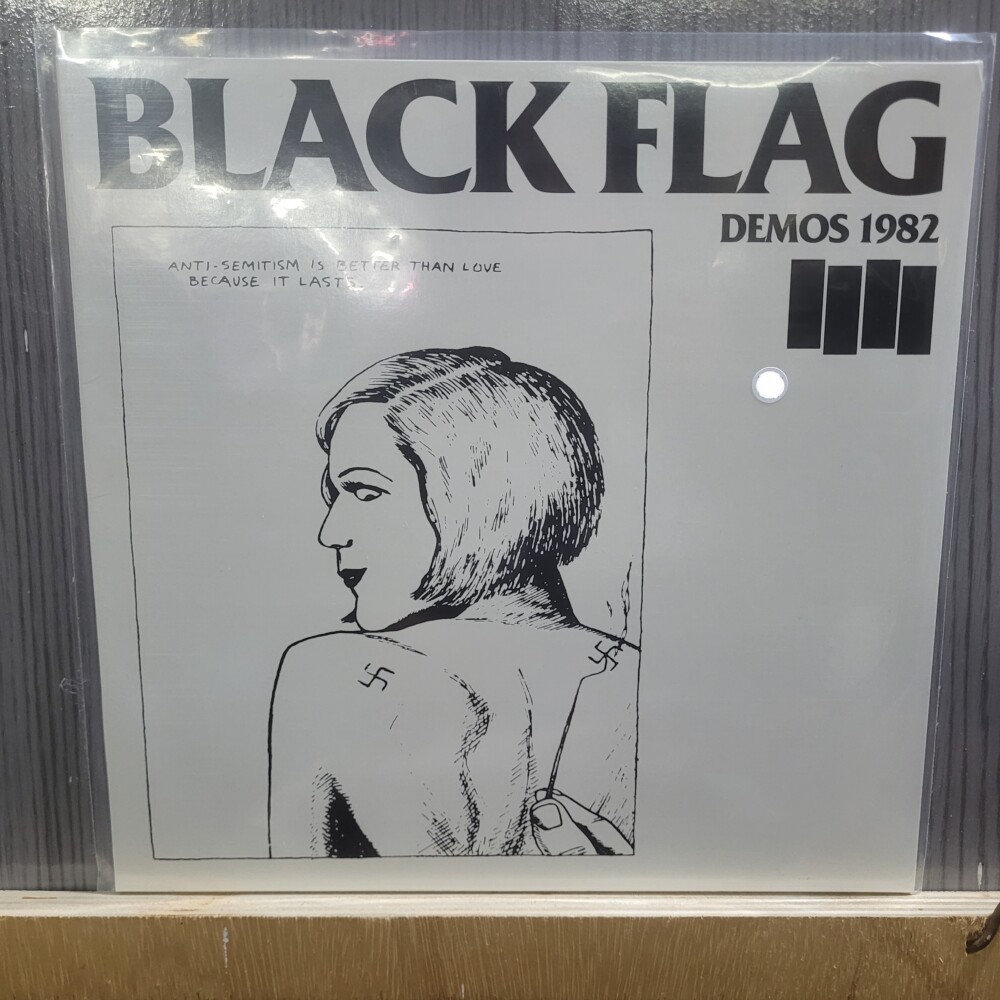 BLACK FLAG
DEMOS 1982
ANTI-SEMITISM IS BETTER THAN LOVE
BECAUSE IT LASTS.